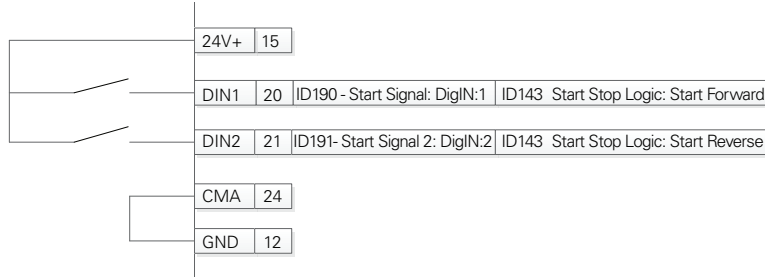 24V+ 15
DIN1 20 ID190 - Start Signal: DigIN:1 ID143 Start Stop Logic: Start Forward
DIN2 21 ID191- Start Signal 2: DigIN:2 ID143 Start Stop Logic: Start Reverse
CMA 24
GND 12